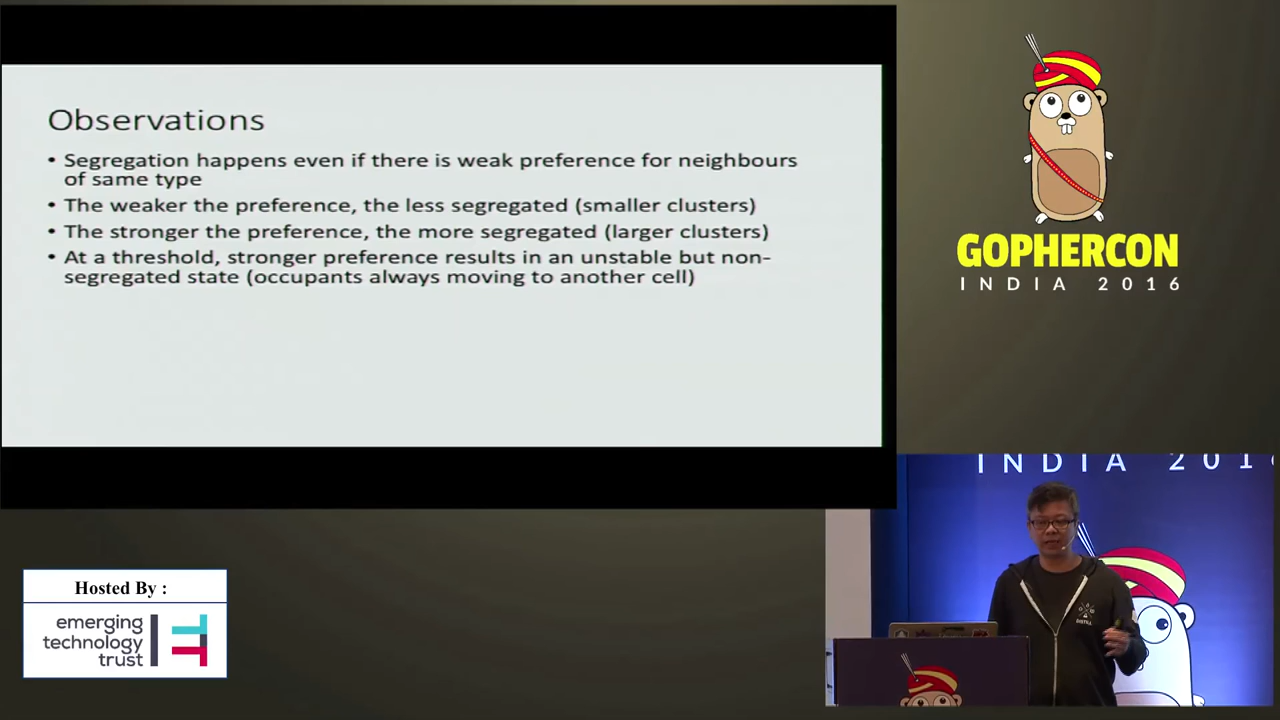 Observations
• Segregation happens even if there is weak preference for neighbours
of same type
• The weaker the preference, the less segregated (smaller clusters)
• The stronger the preference, the more segregated (larger clusters)
• At a threshold, stronger preference results in an unstable but non-
segregated state (occupants always moving to another cell)
GOPHERCON
INDIA 2016
INDIA 201
DISTILL
Hosted By :
emerging
technology
trust